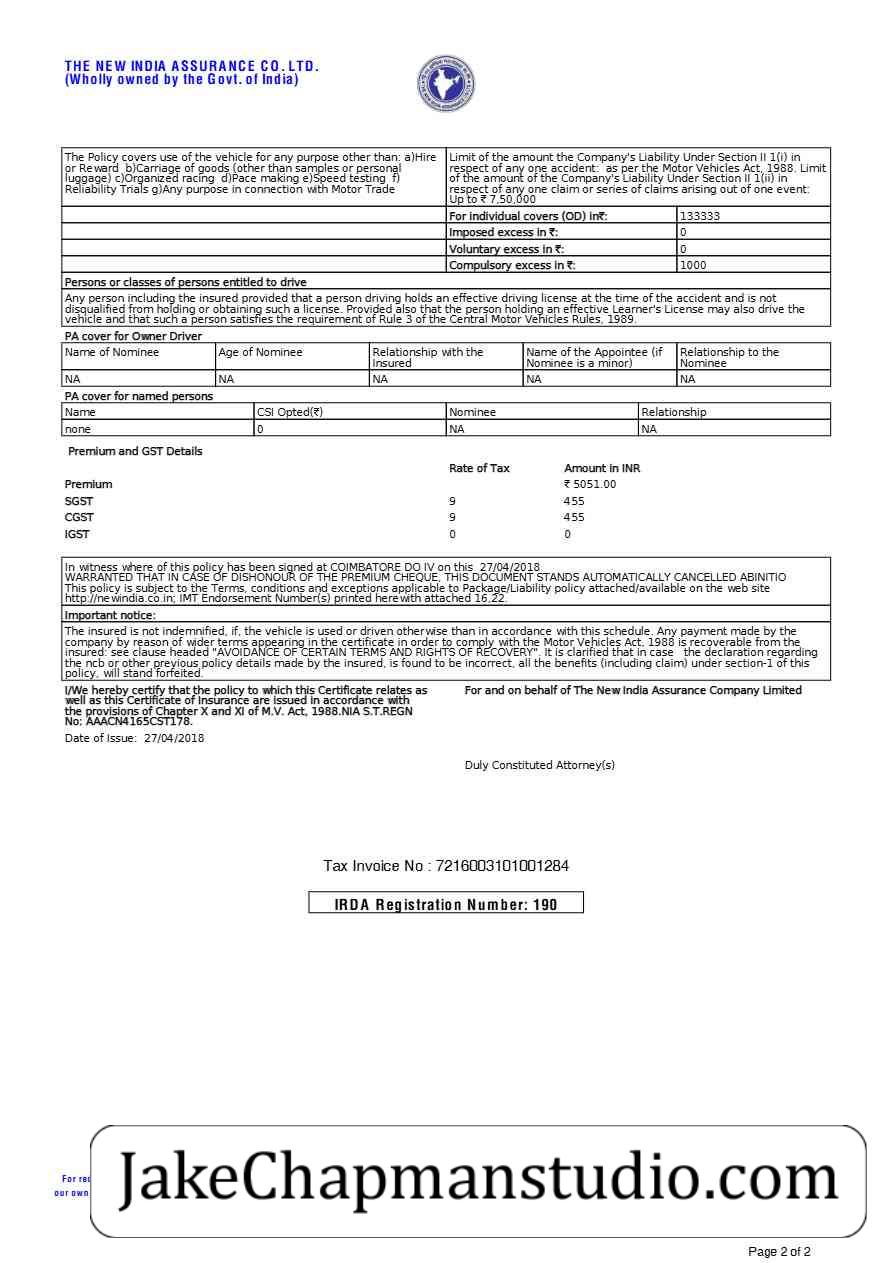 THE NEW INDIA ASSURANCE CO. LTD.
(Wholly owned by the Govt. of India)
The Policy covers use of the vehicle for any purpose other than: a)Hire
or Reward b)Carriage of goods (other than samples or personal
luggage) c)Organized racing d)Pace making e)Speed testing f)
Reliability Trials g)Any purpose in connection with Motor Trade
Limit of the amount the Company's Liability Under Section II 1(i) in
respect of any one accident: as per the Motor Vehicles Act, 1988. Limit
of the amount of the Company's Liability Under Section II 1(ii) in
respect of any one claim or series of claims arising out of one event:
Up to ₹ 7,50,000
For individual covers (OD) in₹: 133333
Imposed excess in ₹: 0
Voluntary excess in ₹: 0
Compulsory excess in ₹: 1000
Persons or classes of persons entitled to drive
Any person including the insured provided that a person driving holds an effective driving license at the time of the accident and is not
disqualified from holding or obtaining such a license. Provided also that the person holding an effective Learner's License may also drive the
vehicle and that such a person satisfies the requirement of Rule 3 of the Central Motor Vehicles Rules, 1989.
PA cover for Owner Driver
Name of Nominee Age of Nominee Relationship with the Insured Name of the Appointee (if Nominee is a minor) Relationship to the Nominee
NA NA NA NA NA
PA cover for named persons
Name CSI Opted(₹) Nominee Relationship
none 0 NA NA
Premium and GST Details
Rate of Tax Amount in INR
Premium ₹ 5051.00
SGST 9 455
CGST 9 455
IGST 0 0
In witness where of this policy has been signed at COIMBATORE DO IV on this 27/04/2018
WARRANTED THAT IN CASE OF DISHONOUR OF THE PREMIUM CHEQUE, THIS DOCUMENT STANDS AUTOMATICALLY CANCELLED ABINITIO
This policy is subject to the Terms, conditions and exceptions applicable to Package/Liability policy attached/available on the web site
http://newindia.co.in; IMT Endorsement Number(s) printed herewith attached 16,22.
Important notice:
The insured is not indemnified, if, the vehicle is used or driven otherwise than in accordance with this schedule. Any payment made by the
company by reason of wider terms appearing in the certificate in order to comply with the Motor Vehicles Act, 1988 is recoverable from the
insured: see clause headed "AVOIDANCE OF CERTAIN TERMS AND RIGHTS OF RECOVERY". It is clarified that in case the declaration regarding
the ncb or other previous policy details made by the insured, is found to be incorrect, all the benefits (including claim) under section-1 of this
policy, will stand forfeited.
I/We hereby certify that the policy to which this Certificate relates as
well as this Certificate of Insurance are issued in accordance with
the provisions of Chapter X and XI of M.V. Act, 1988.NIA S.T.REGN
No: AAACN4165CST178.
For and on behalf of The New India Assurance Company Limited
Date of Issue: 27/04/2018
Duly Constituted Attorney(s)
Tax Invoice No : 7216003101001284
IRDA Registration Number: 190
For
our own
JakeChapmanstudio.com
Page 2 of 2